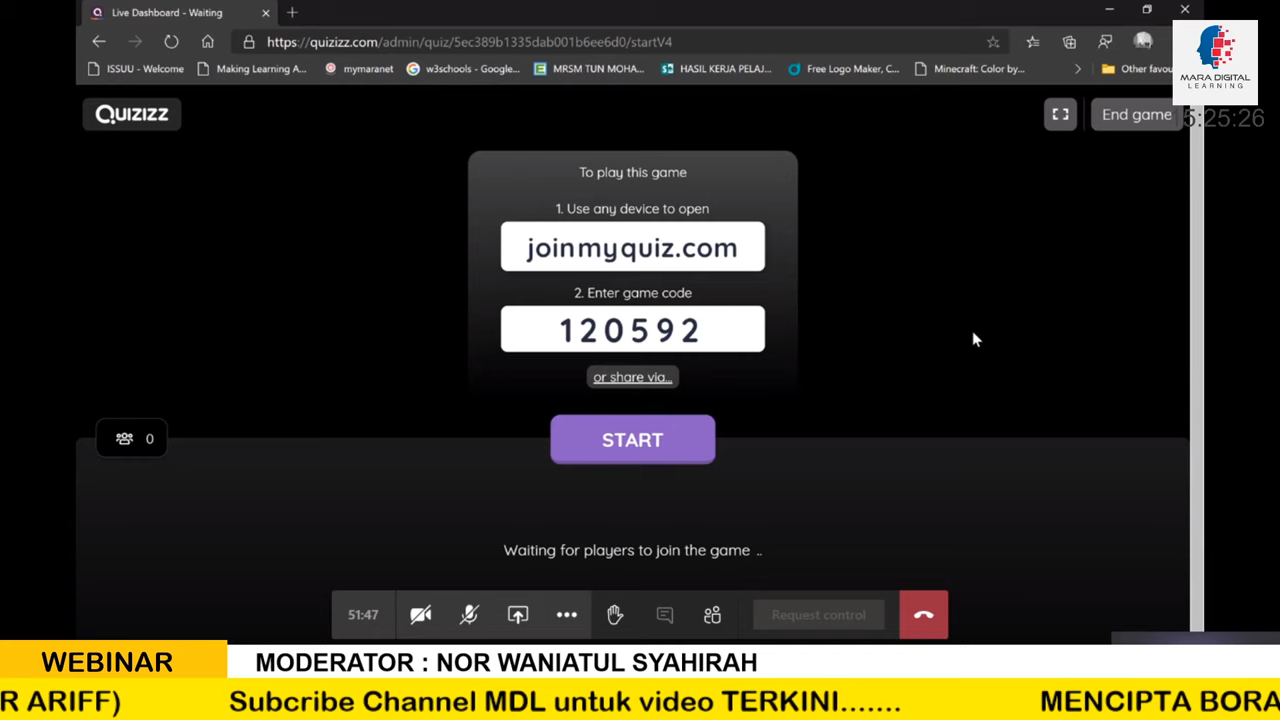 Live Dashboard - Waiting
https://quizizz.com/admin/quiz/5ec389b1335dab001b6ee6d0/startV4
ISSUU - Welcome
Making Learning A...
mymaranet
w3schools - Google...
MRSM TUN MOHA...
HASIL KERJA PELAJ...
Free Logo Maker, C...
Minecraft: Color by...
Other favou
MARA DIGITAL
LEARNING
Quizizz
End game
5:25:26
To play this game
1. Use any device to open
joinmyquiz.com
2. Enter game code
120592
or share via...
0
START
Waiting for players to join the game ..
51:47
Request control
WEBINAR
MODERATOR : NOR WANIATUL SYAHIRAH
R ARIFF)
Subcribe Channel MDL untuk video TERKINI.......
MENCIPTA BORA